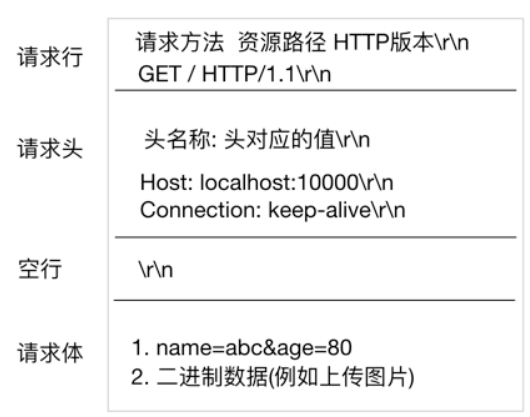 请求行
请求方法 资源路径 HTTP版本\r\n
GET / HTTP/1.1\r\n
请求头
头名称: 头对应的值\r\n
Host: localhost:10000\r\n
Connection: keep-alive\r\n
空行
\r\n
请求体
1. name=abc&age=80
2. 二进制数据(例如上传图片)